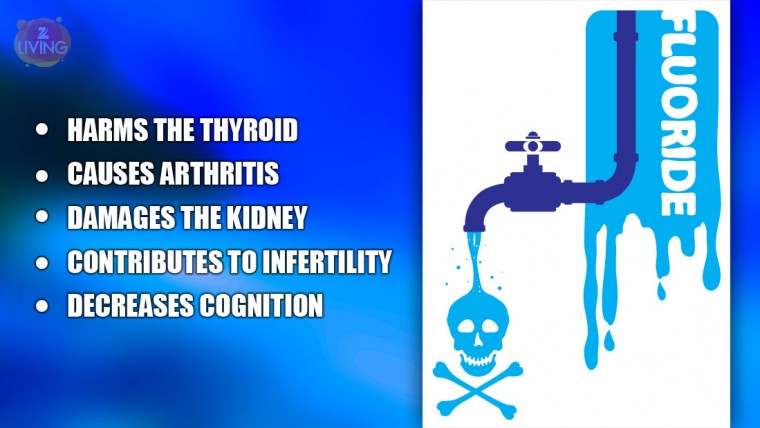 Z
LIVING
HARMS THE THYROID
CAUSES ARTHRITIS
DAMAGES THE KIDNEY
CONTRIBUTES TO INFERTILITY
DECREASES COGNITION
FLUORIDE